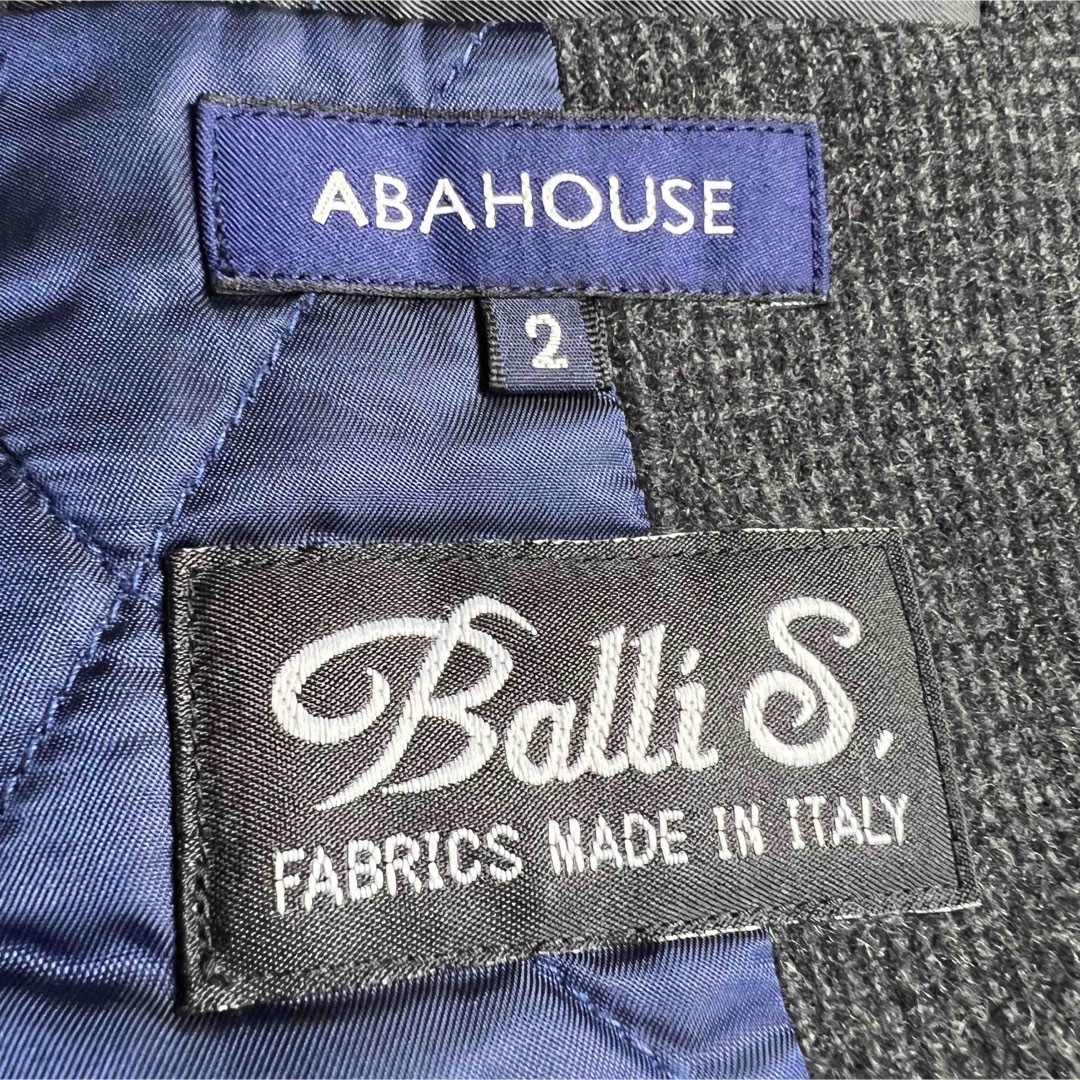 ABAHOUSE
2
Balli S.
FABRICS MADE IN ITALY